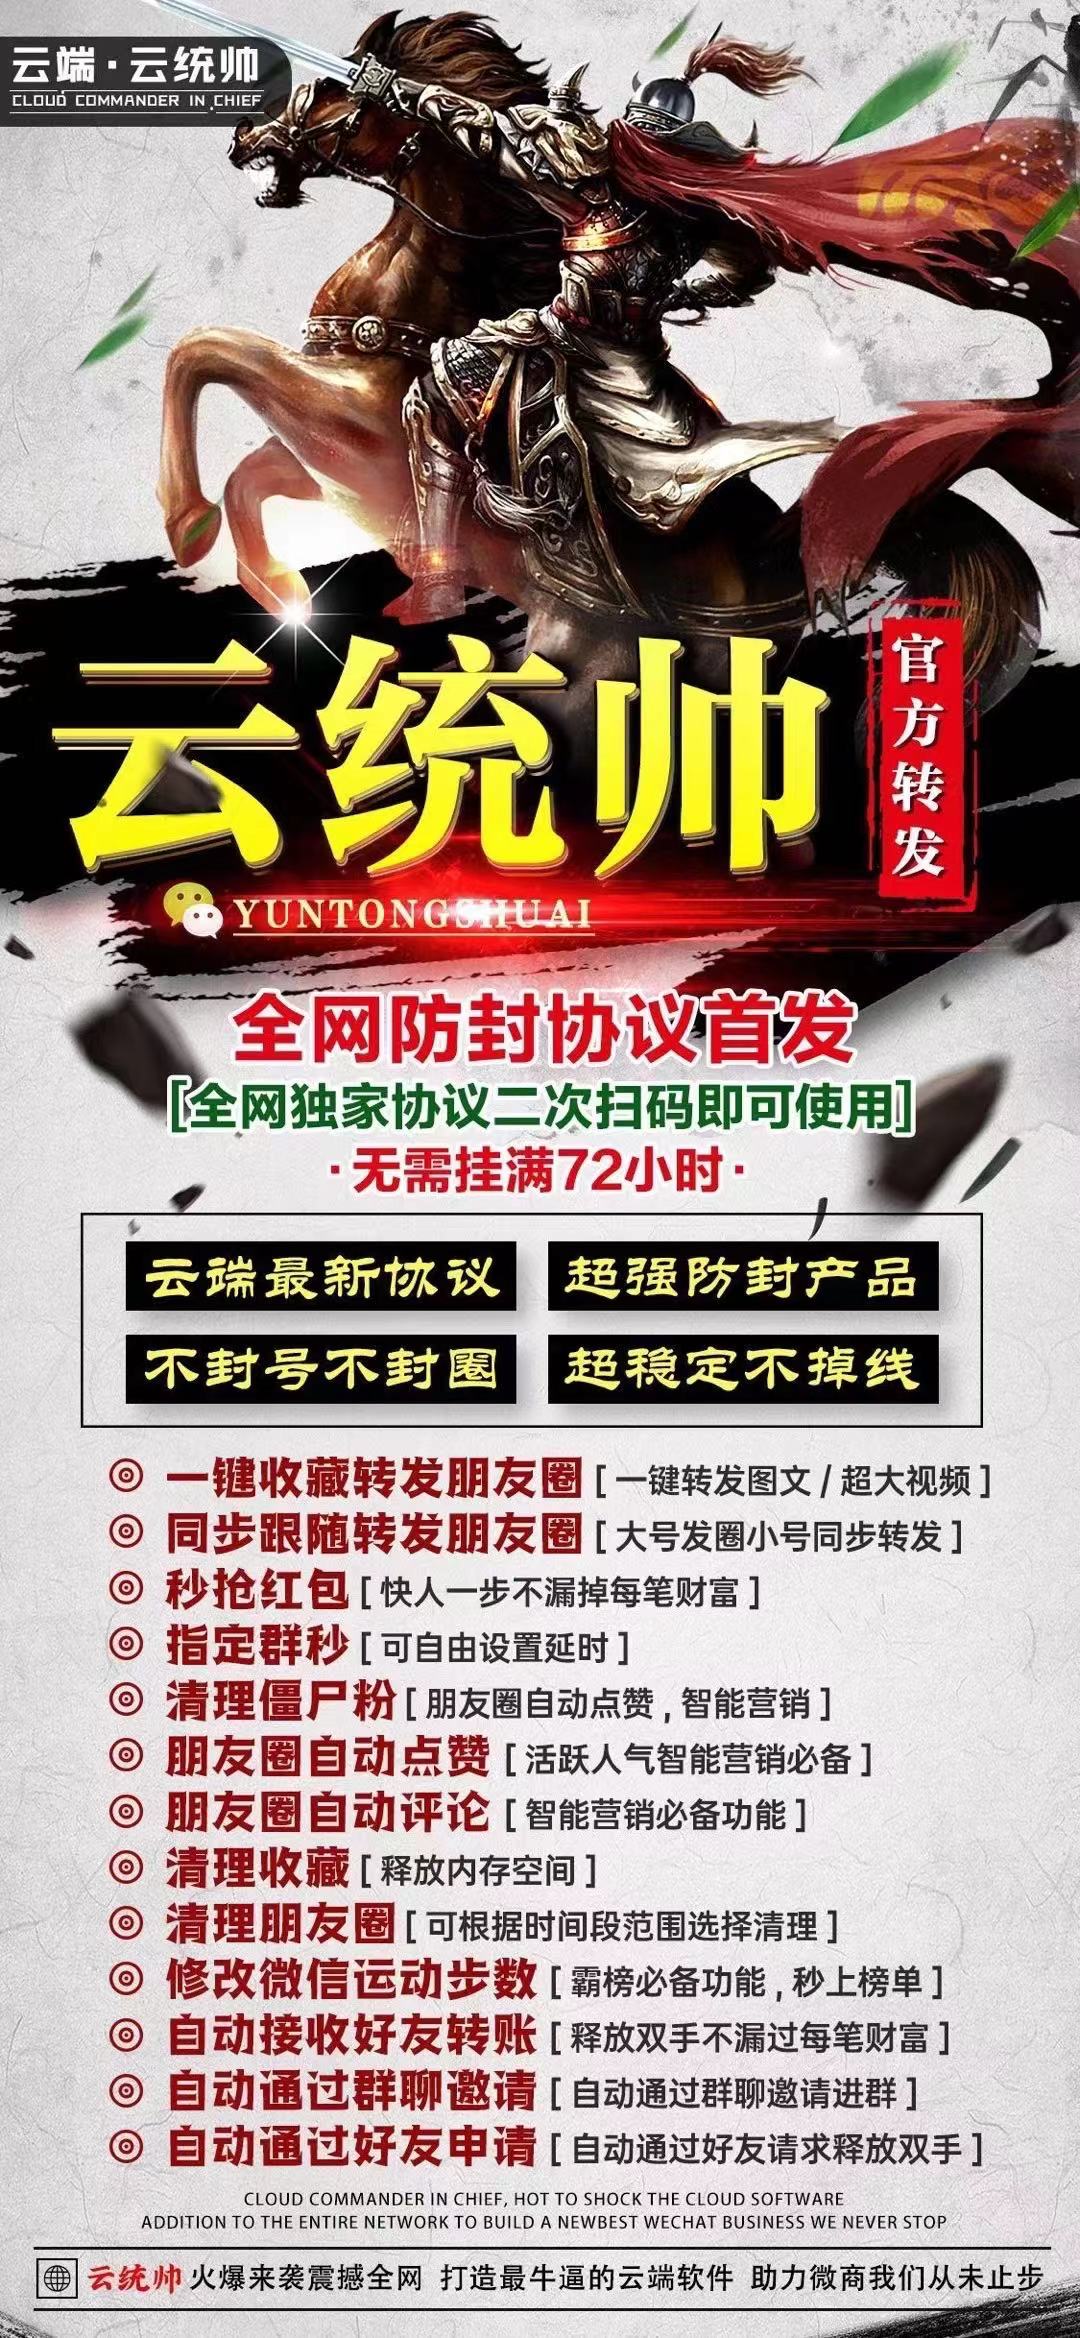 云端·云统帅
CLOUD COMMANDER IN CHIEF
云统帅
官方转发
YUNTONGSHUAI
全网防封协议首发
[全网独家协议二次扫码即可使用]
·无需挂满72小时·
云端最新协议 超强防封产品
不封号不封圈 超稳定不掉线
一键收藏转发朋友圈 [ 一键转发图文 / 超大视频 ]
同步跟随转发朋友圈 [ 大号发圈小号同步转发 ]
秒抢红包 [ 快人一步不漏掉每笔财富 ]
指定群秒 [ 可自由设置延时 ]
清理僵尸粉 [ 朋友圈自动点赞 , 智能营销 ]
朋友圈自动点赞 [ 活跃人气智能营销必备 ]
朋友圈自动评论 [ 智能营销必备功能 ]
清理收藏 [ 释放内存空间 ]
清理朋友圈 [ 可根据时间段范围选择清理 ]
修改微信运动步数 [ 霸榜必备功能 , 秒上榜单 ]
自动接收好友转账 [ 释放双手不漏过每笔财富 ]
自动通过群聊邀请 [ 自动通过群聊邀请进群 ]
自动通过好友申请 [ 自动通过好友请求释放双手 ]
CLOUD COMMANDER IN CHIEF, HOT TO SHOCK THE CLOUD SOFTWARE
ADDITION TO THE ENTIRE NETWORK TO BUILD A NEWBEST WECHAT BUSINESS WE NEVER STOP
云统帅 火爆来袭震撼全网 打造最牛逼的云端软件 助力微商我们从未止步